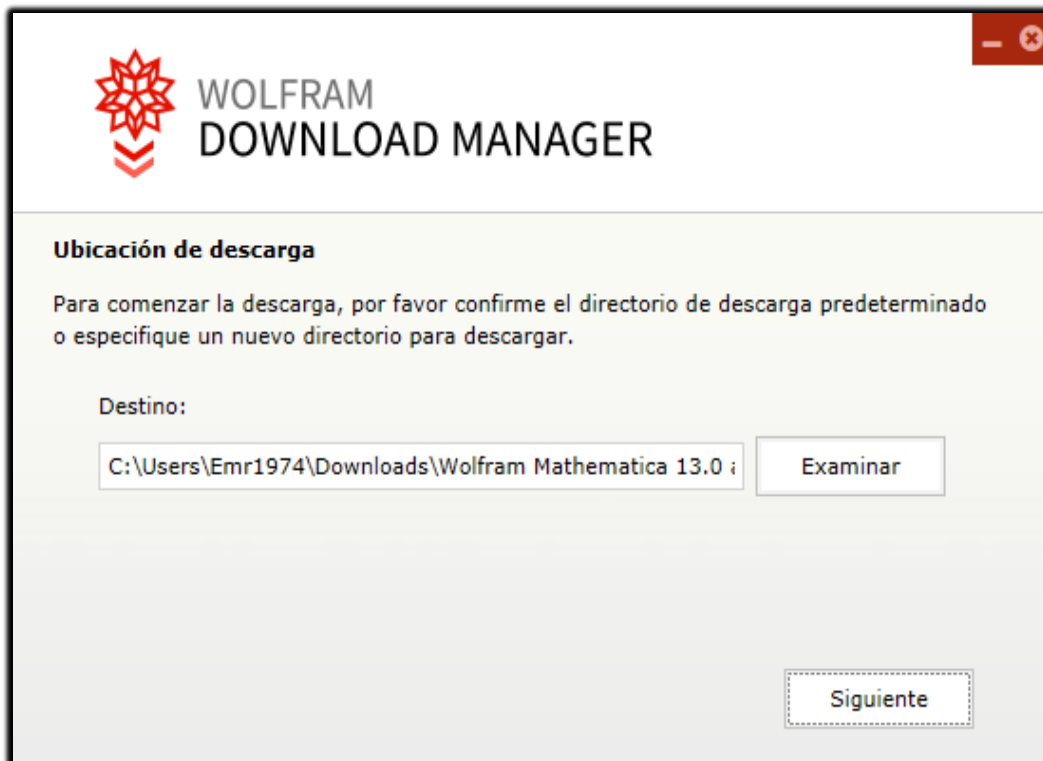 WOLFRAM
DOWNLOAD MANAGER
Ubicación de descarga
Para comenzar la descarga, por favor confirme el directorio de descarga predeterminado
o especifique un nuevo directorio para descargar.
Destino:
C:\Users\Emr1974\Downloads\Wolfram Mathematica 13.0
Examinar
Siguiente